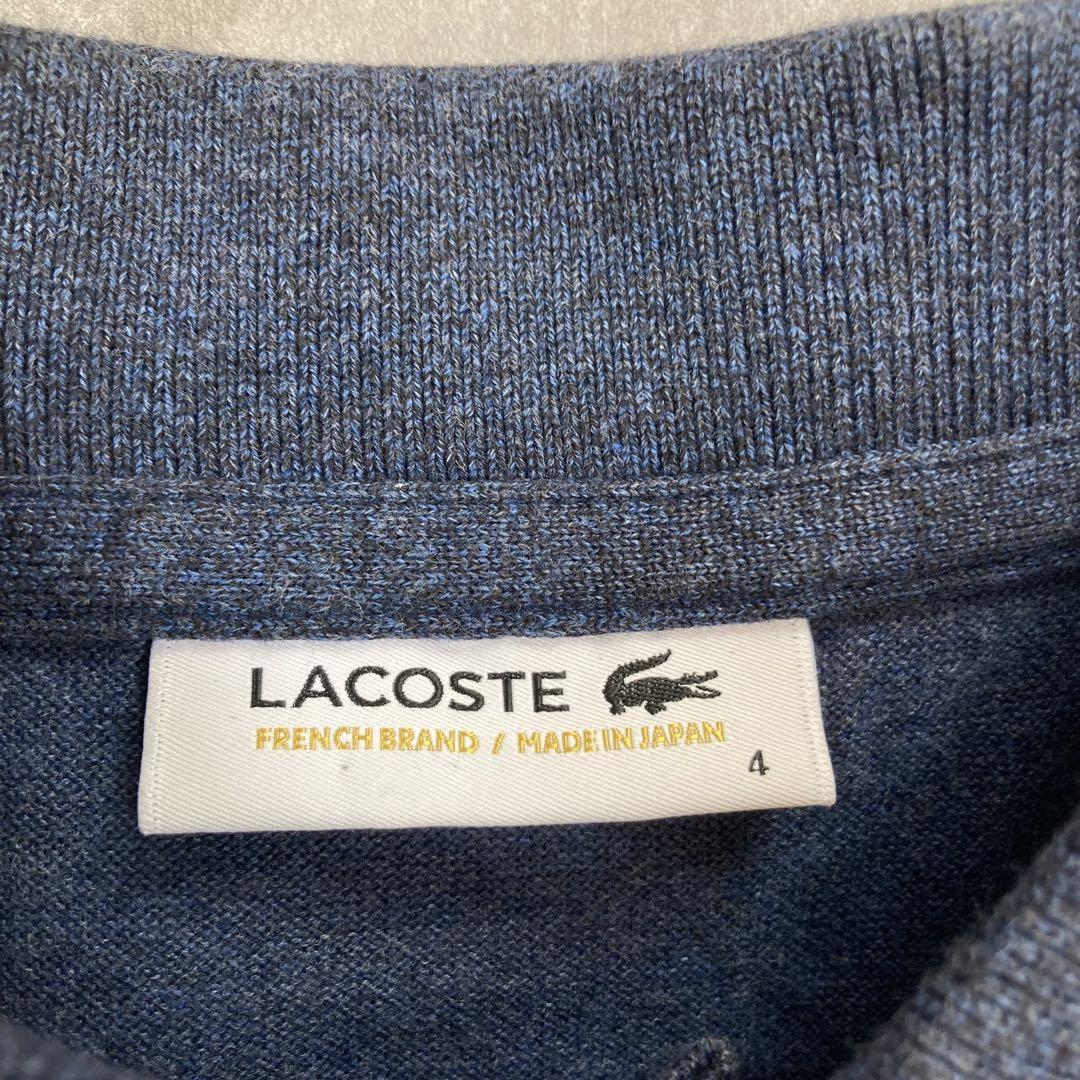 LACOSTE
FRENCH BRAND / MADE IN JAPAN
4